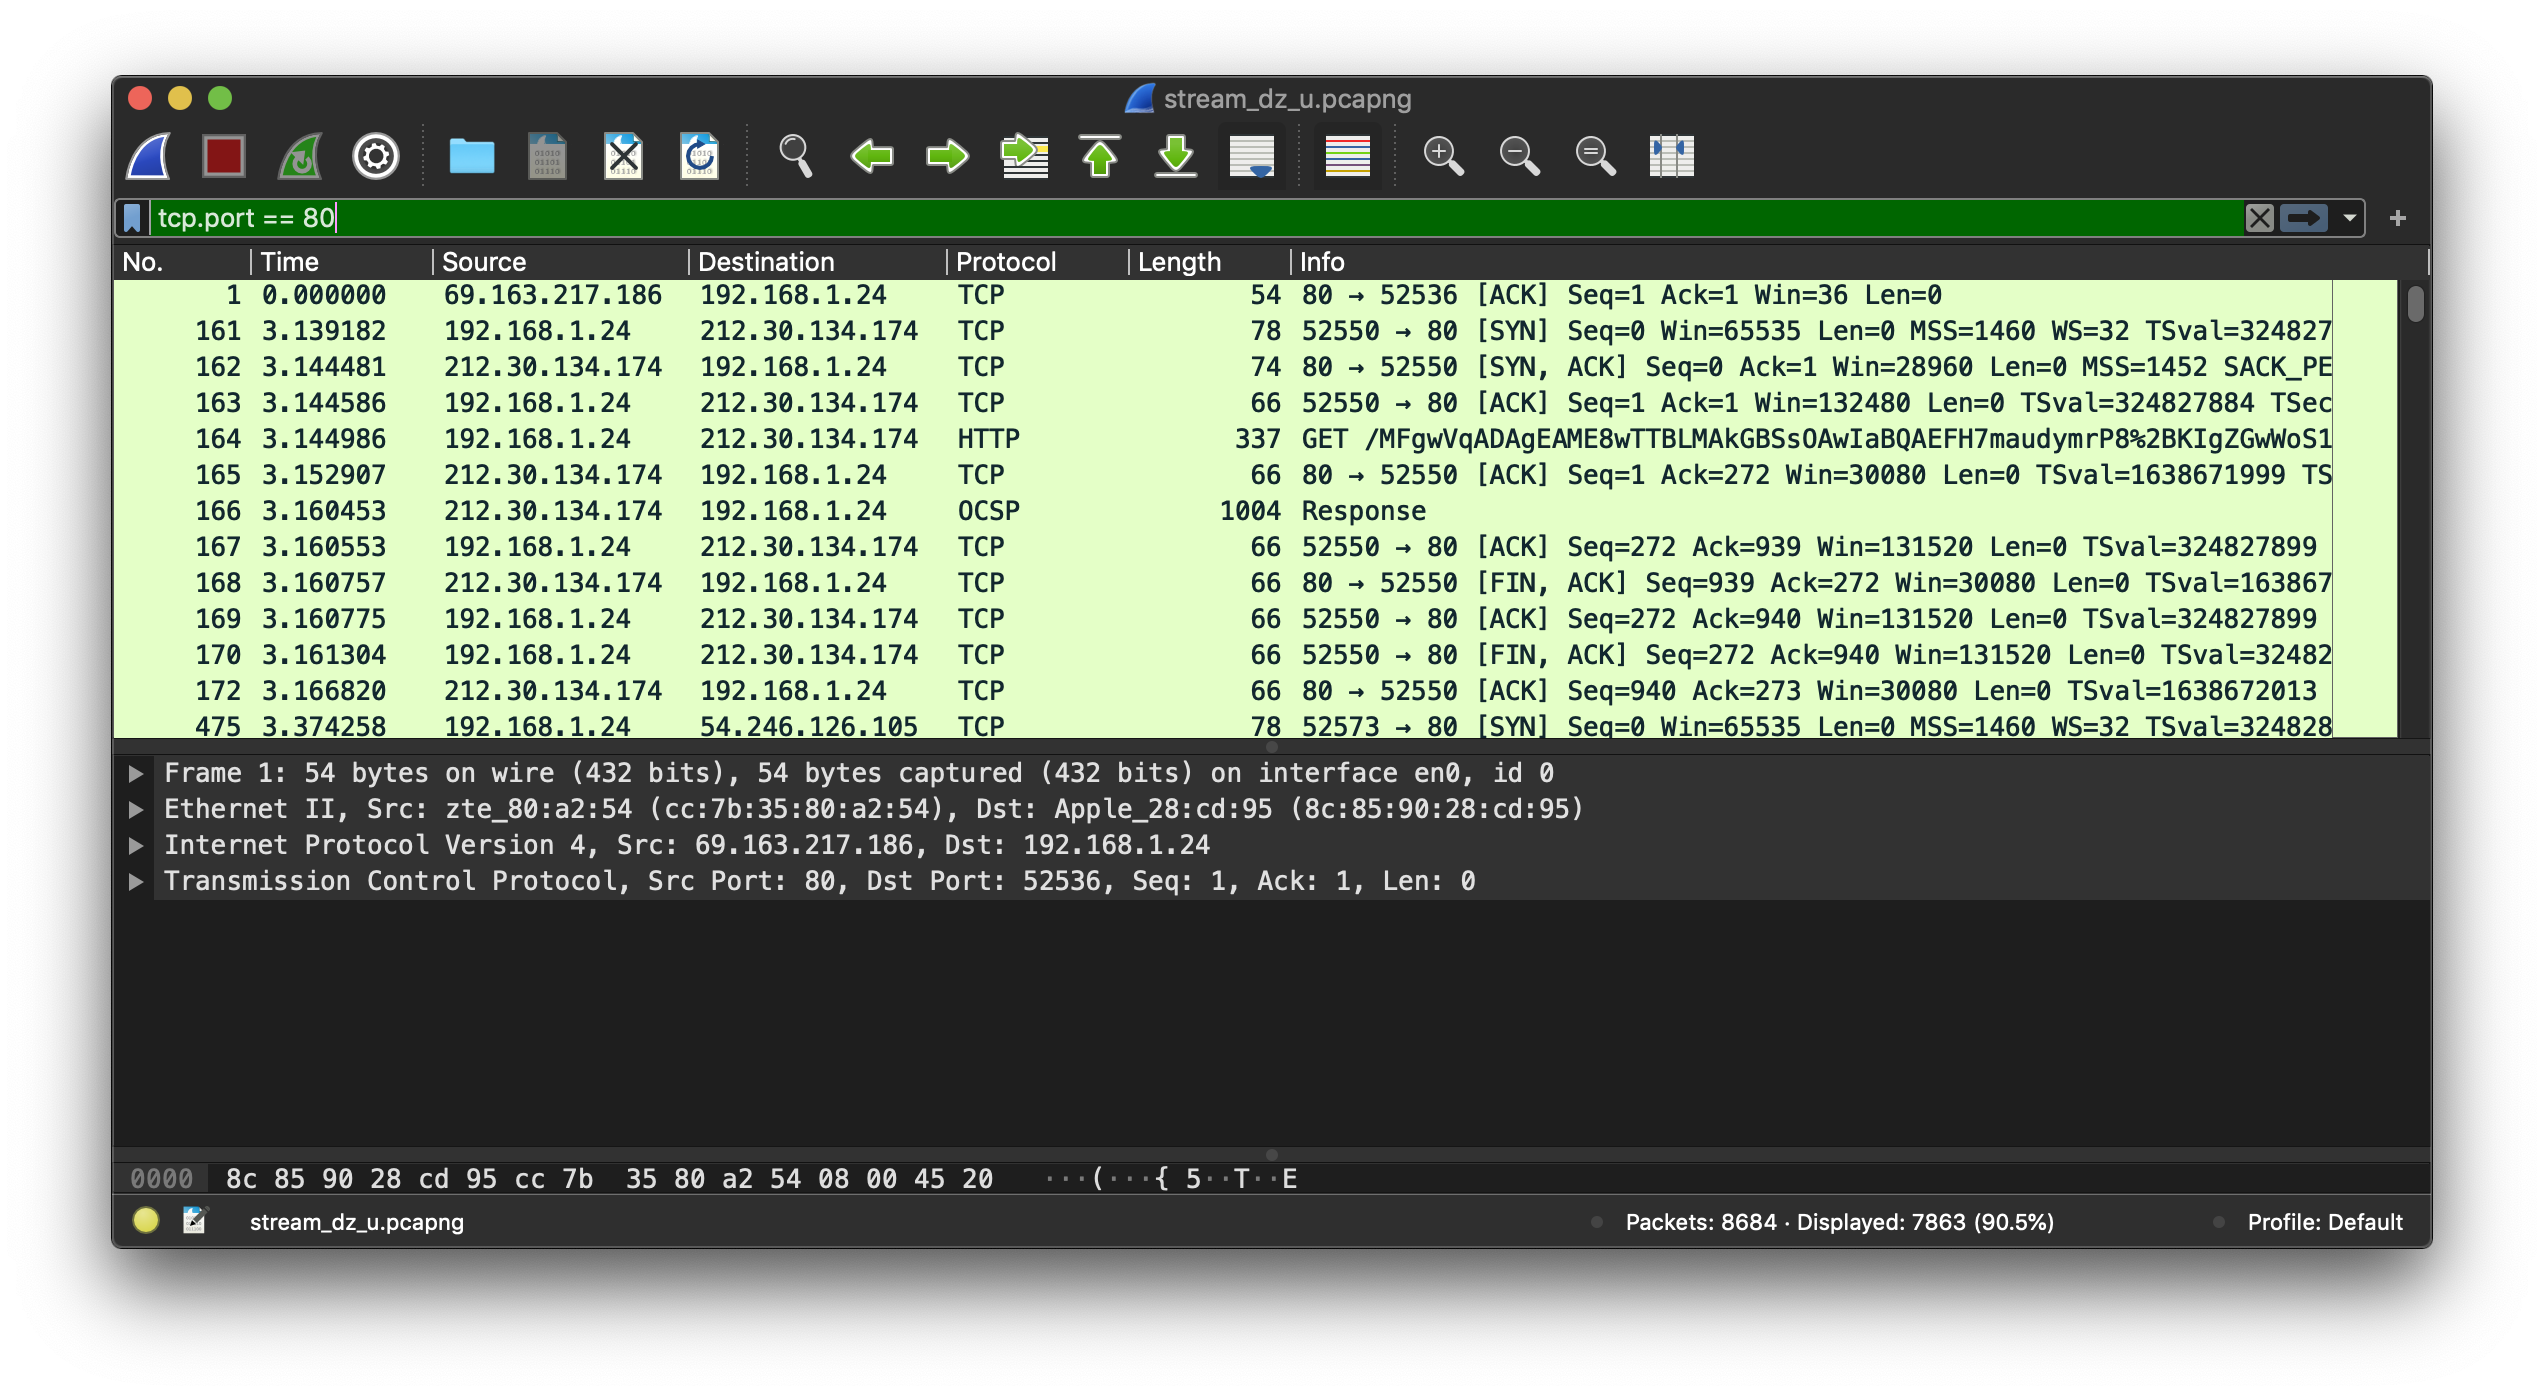 stream_dz_u.pcapng
tcp.port == 80
No. Time Source Destination Protocol Length Info
1 0.000000 69.163.217.186 192.168.1.24 TCP 54 80 → 52536 [ACK] Seq=1 Ack=1 Win=36 Len=0
161 3.139182 192.168.1.24 212.30.134.174 TCP 78 52550 → 80 [SYN] Seq=0 Win=65535 Len=0 MSS=1460 WS=32 TSval=324827
162 3.144481 212.30.134.174 192.168.1.24 TCP 74 80 → 52550 [SYN, ACK] Seq=0 Ack=1 Win=28960 Len=0 MSS=1452 SACK_PE
163 3.144586 192.168.1.24 212.30.134.174 TCP 66 52550 → 80 [ACK] Seq=1 Ack=1 Win=132480 Len=0 TSval=324827884 TSec
164 3.144986 192.168.1.24 212.30.134.174 HTTP 337 GET /MFgwVqADAgEAME8wTTBLMAkGBSsOAwIaBQAEFH7maudymrP8%2BKIgZGwWoS1
165 3.152907 212.30.134.174 192.168.1.24 TCP 66 80 → 52550 [ACK] Seq=1 Ack=272 Win=30080 Len=0 TSval=1638671999 TS
166 3.160453 212.30.134.174 192.168.1.24 OCSP 1004 Response
167 3.160553 192.168.1.24 212.30.134.174 TCP 66 52550 → 80 [ACK] Seq=272 Ack=939 Win=131520 Len=0 TSval=324827899
168 3.160757 212.30.134.174 192.168.1.24 TCP 66 80 → 52550 [FIN, ACK] Seq=939 Ack=272 Win=30080 Len=0 TSval=163867
169 3.160775 192.168.1.24 212.30.134.174 TCP 66 52550 → 80 [ACK] Seq=272 Ack=940 Win=131520 Len=0 TSval=324827899
170 3.161304 192.168.1.24 212.30.134.174 TCP 66 52550 → 80 [FIN, ACK] Seq=272 Ack=940 Win=131520 Len=0 TSval=32482
172 3.166820 212.30.134.174 192.168.1.24 TCP 66 80 → 52550 [ACK] Seq=940 Ack=273 Win=30080 Len=0 TSval=1638672013
475 3.374258 192.168.1.24 54.246.126.105 TCP 78 52573 → 80 [SYN] Seq=0 Win=65535 Len=0 MSS=1460 WS=32 TSval=324828
Frame 1: 54 bytes on wire (432 bits), 54 bytes captured (432 bits) on interface en0, id 0
Ethernet II, Src: zte_80:a2:54 (cc:7b:35:80:a2:54), Dst: Apple_28:cd:95 (8c:85:90:28:cd:95)
Internet Protocol Version 4, Src: 69.163.217.186, Dst: 192.168.1.24
Transmission Control Protocol, Src Port: 80, Dst Port: 52536, Seq: 1, Ack: 1, Len: 0
0000 8c 85 90 28 cd 95 cc 7b 35 80 a2 54 08 00 45 20 ···(···{ 5··T··E
stream_dz_u.pcapng Packets: 8684 · Displayed: 7863 (90.5%) Profile: Default